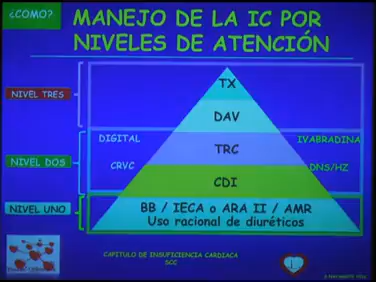 ¿COMO?
MANEJO DE LA IC POR
NIVELES DE ATENCIÓN
NIVEL TRES
TX
DAV
DIGITAL
IVABRADINA
TRC
NIVEL DOS
CRVC
DNS/HZ
CDI
NIVEL UNO
BB / IECA o ARA II / AMR
Uso racional de diuréticos
CAPITULO DE INSUFICIENCIA CARDIACA
SCC